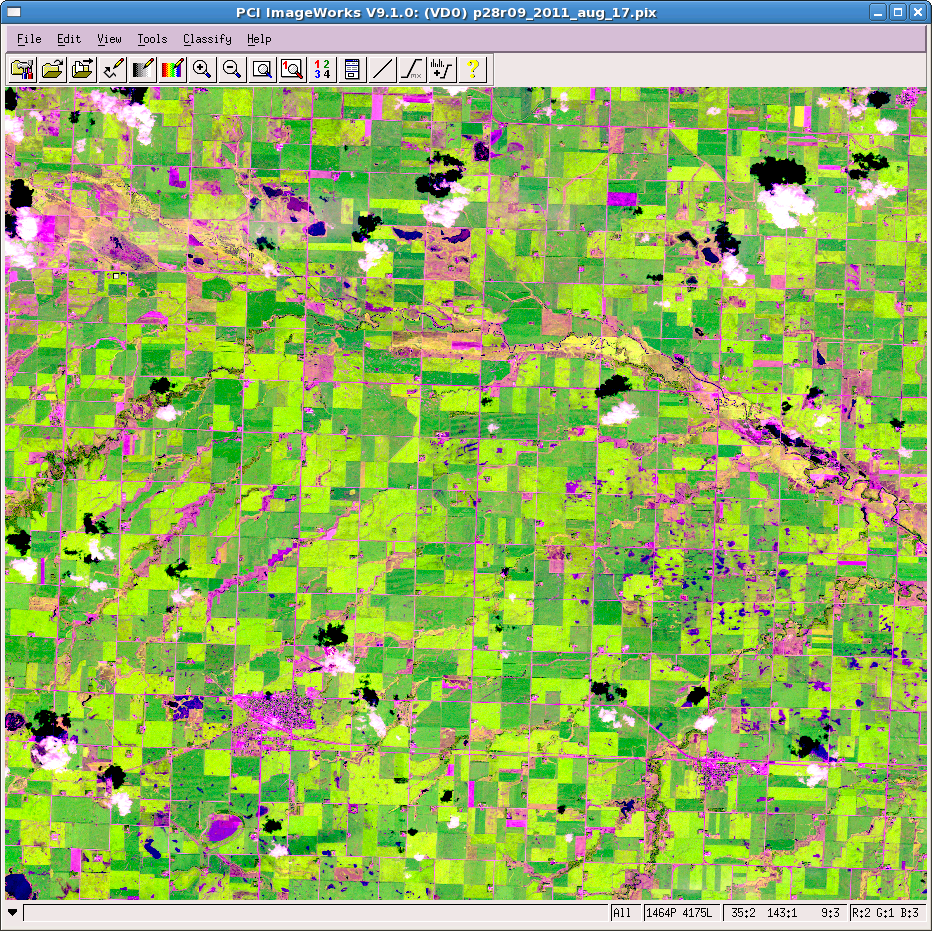 PCI ImageWorks V9.1.0: (VD0) p28r09_2011_aug_17.pix
File Edit View Tools Classify Help
1 2
3 4
All 1464P 4175L 35:2 143:1 9:3 R:2 G:1 B:3